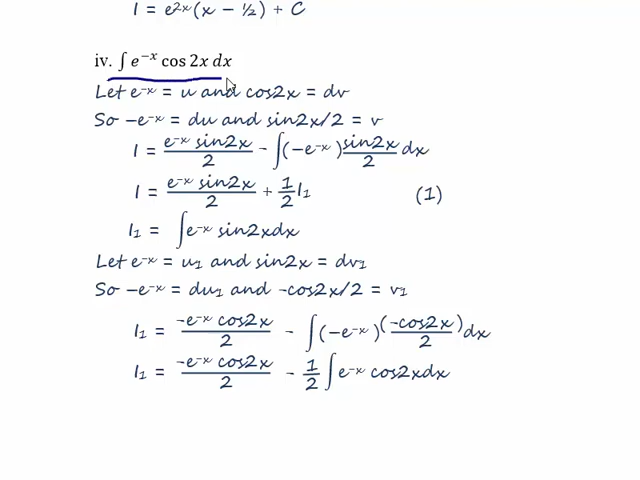 I = e²ˣ(x − ½) + C
iv. ∫ e⁻ˣ cos 2x dx
Let e⁻ˣ = u and cos2x = dv
So −e⁻ˣ = du and sin2x/2 = v
I = e⁻ˣ sin2x/2 − ∫(−e⁻ˣ) sin2x/2 dx
I = e⁻ˣ sin2x/2 + 1/2 I₁ (1)
I₁ = ∫e⁻ˣ sin2xdx
Let e⁻ˣ = u₁ and sin2x = dv₁
So −e⁻ˣ = du₁ and -cos2x/2 = v₁
I₁ = −e⁻ˣ cos2x/2 − ∫(−e⁻ˣ)(−cos2x/2)dx
I₁ = −e⁻ˣ cos2x/2 − 1/2 ∫e⁻ˣ cos2xdx